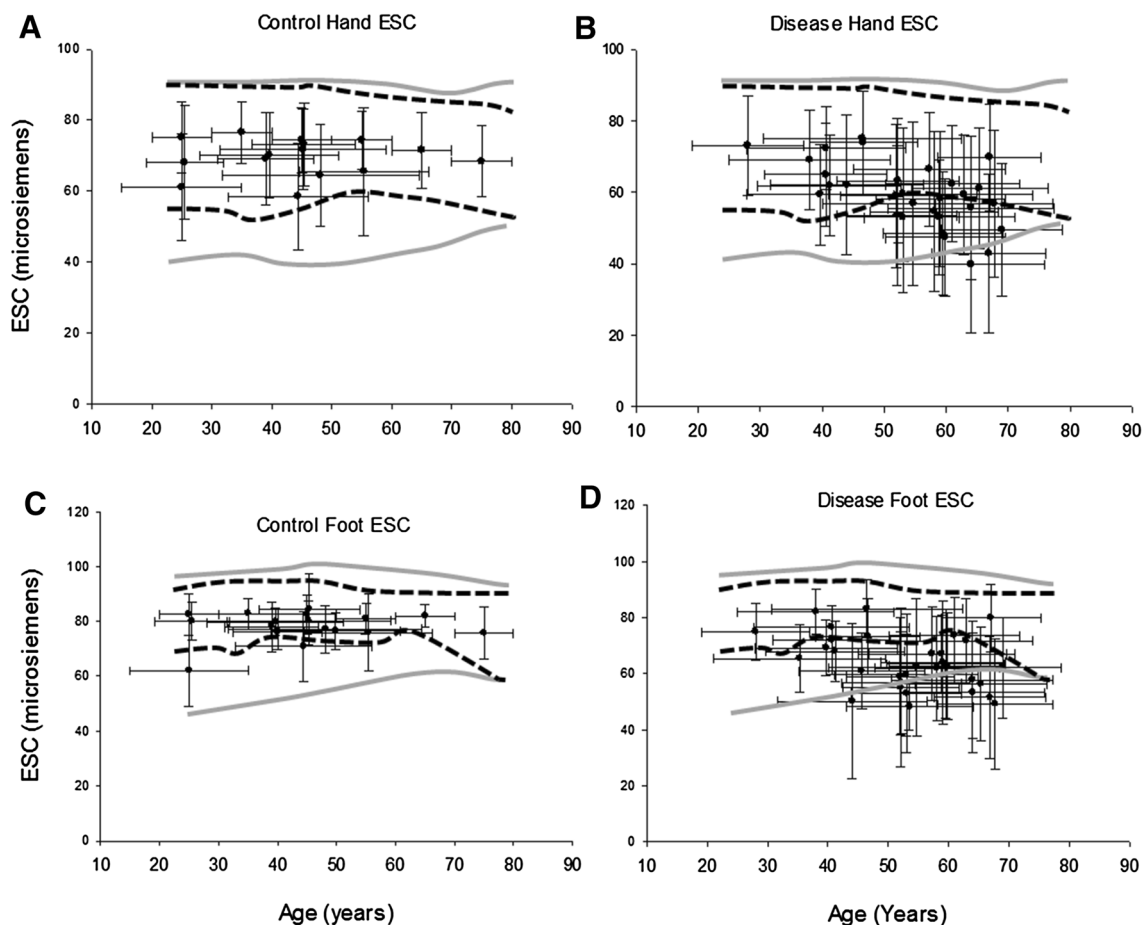 A
Control Hand ESC
B
Disease Hand ESC
ESC (microsiemens)
100
80
60
40
20
0
10 20 30 40 50 60 70 80 90
100
80
60
40
20
0
10 20 30 40 50 60 70 80 90
C
Control Foot ESC
D
Disease Foot ESC
ESC (microsiemens)
120
100
80
60
40
20
0
10 20 30 40 50 60 70 80 90
Age (years)
120
100
80
60
40
20
0
10 20 30 40 50 60 70 80 90
Age (Years)